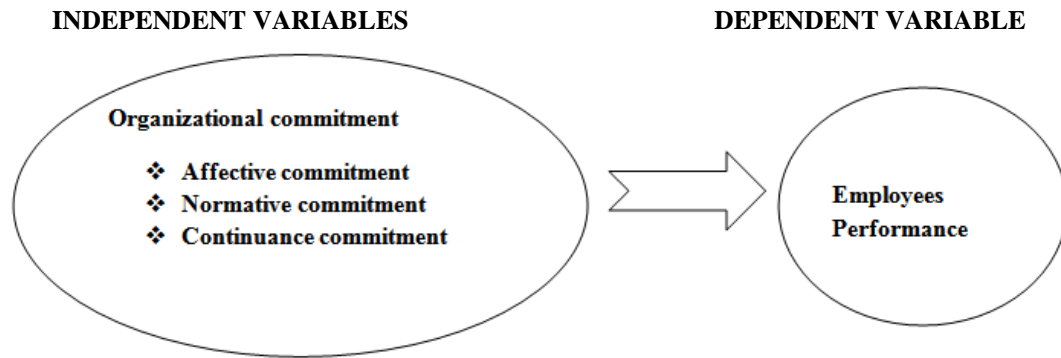 INDEPENDENT VARIABLES
DEPENDENT VARIABLE
Organizational commitment
❖ Affective commitment
❖ Normative commitment
❖ Continuance commitment
Employees
Performance